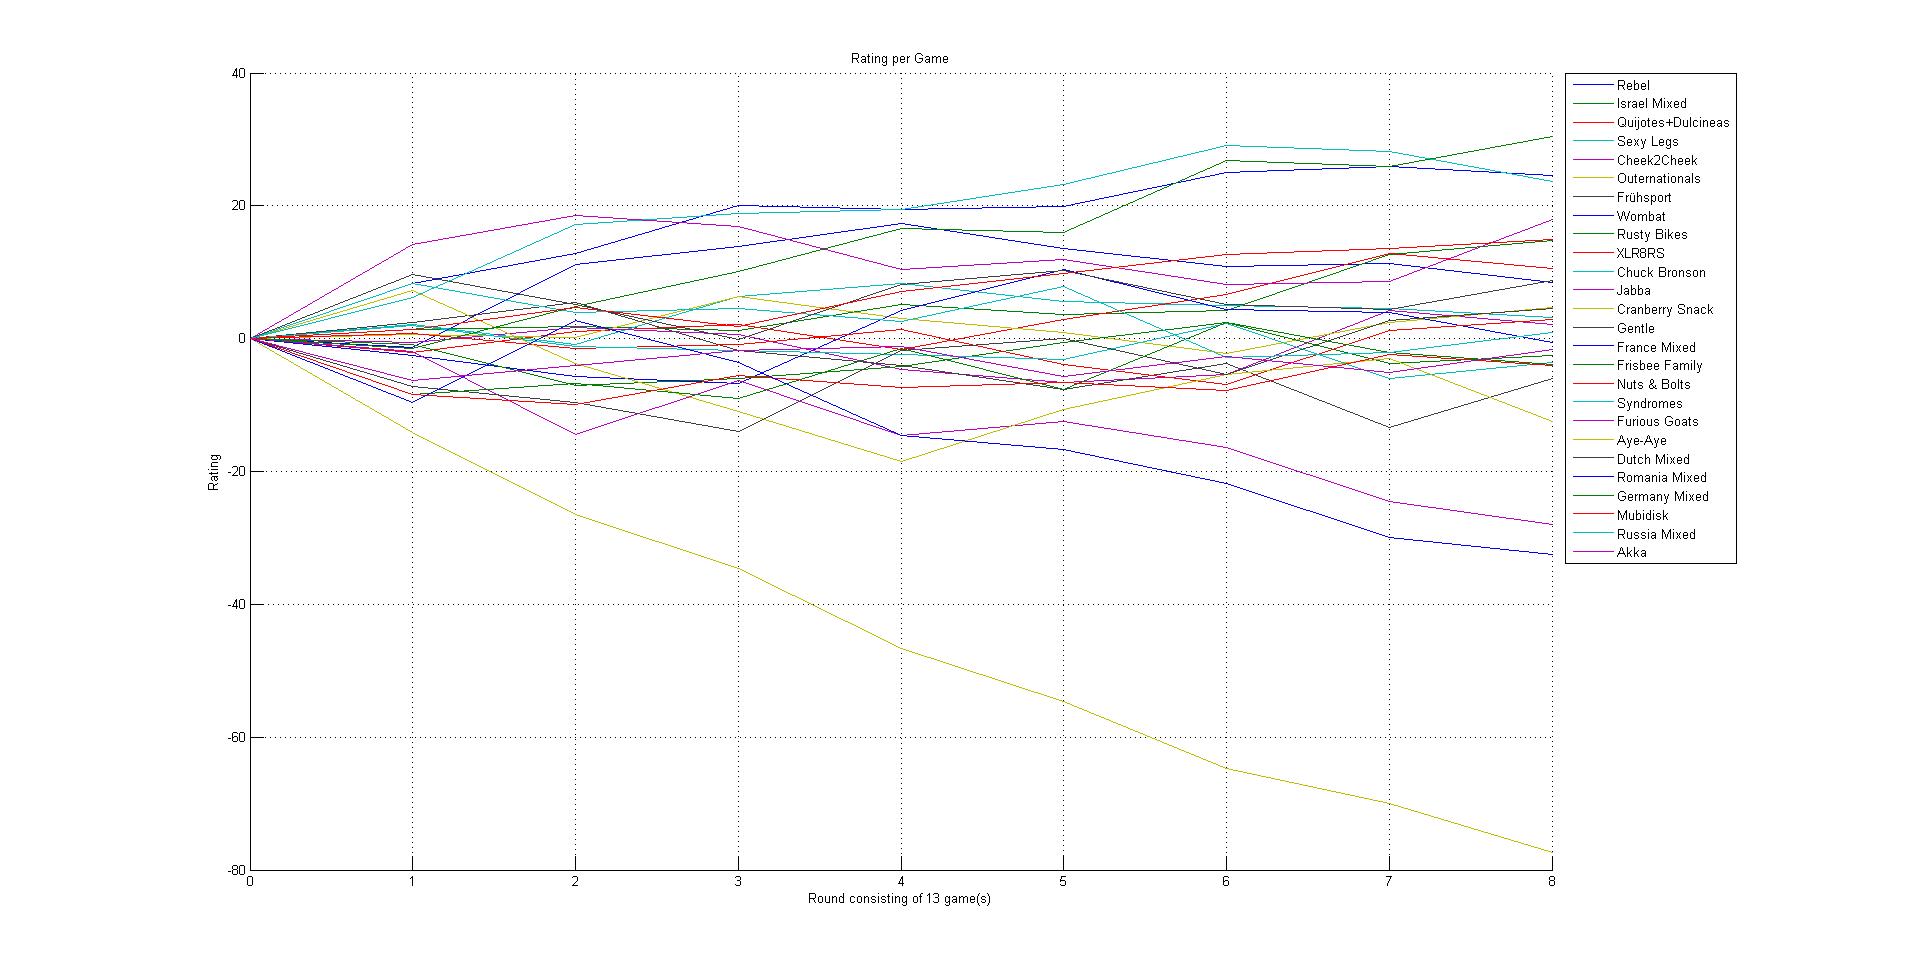 Rating per Game
40
20
0
-20
-40
-60
-80
Rating
0 1 2 3 4 5 6 7 8
Round consisting of 13 game(s)
Rebel
Israel Mixed
Quijotes+Dulcineas
Sexy Legs
Cheek2Cheek
Outernationals
Frühsport
Wombat
Rusty Bikes
XLR8RS
Chuck Bronson
Jabba
Cranberry Snack
Gentle
France Mixed
Frisbee Family
Nuts & Bolts
Syndromes
Furious Goats
Aye-Aye
Dutch Mixed
Romania Mixed
Germany Mixed
Mubidisk
Russia Mixed
Akka